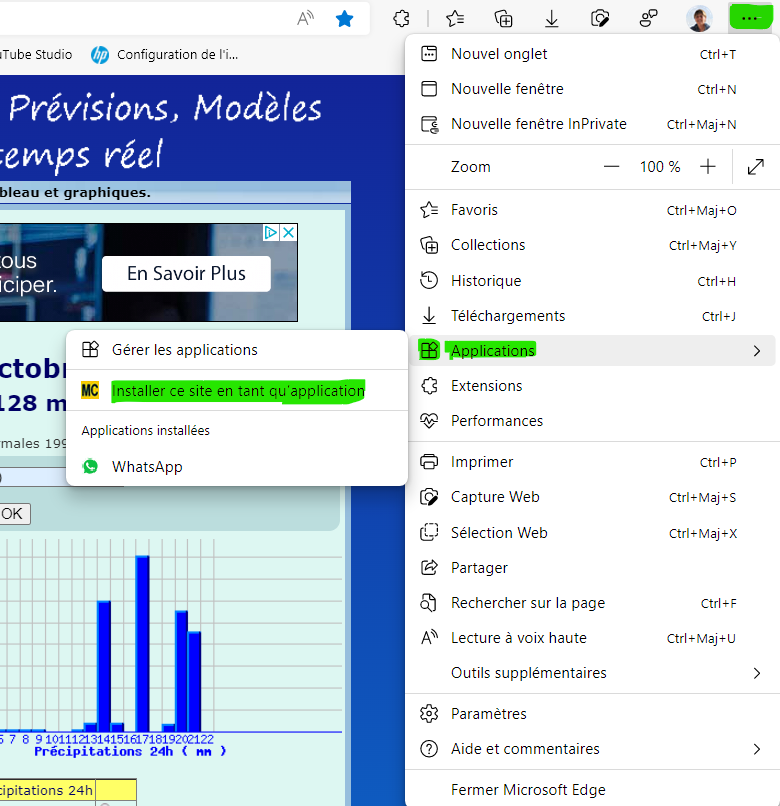 YouTube Studio
hp
Configuration de l'i...
Prévisions, Modèles
temps réel
bleau et graphiques.
ous
iciper.
En Savoir Plus
ctob
128 m
rmales 199
OK
6 7 8 9 10111213141516171819202122
Précipitations 24h ( mm )
cipitations 24h
Gérer les applications
MC Installer ce site en tant qu'application
Applications installées
WhatsApp
Nouvel onglet Ctrl+T
Nouvelle fenêtre Ctrl+N
Nouvelle fenêtre InPrivate Ctrl+Maj+N
Zoom — 100 % +
Favoris Ctrl+Maj+O
Collections Ctrl+Maj+Y
Historique Ctrl+H
Téléchargements Ctrl+J
Applications
Extensions
Performances
Imprimer Ctrl+P
Capture Web Ctrl+Maj+S
Sélection Web Ctrl+Maj+X
Partager
Rechercher sur la page Ctrl+F
Lecture à voix haute Ctrl+Maj+U
Outils supplémentaires
Paramètres
Aide et commentaires
Fermer Microsoft Edge